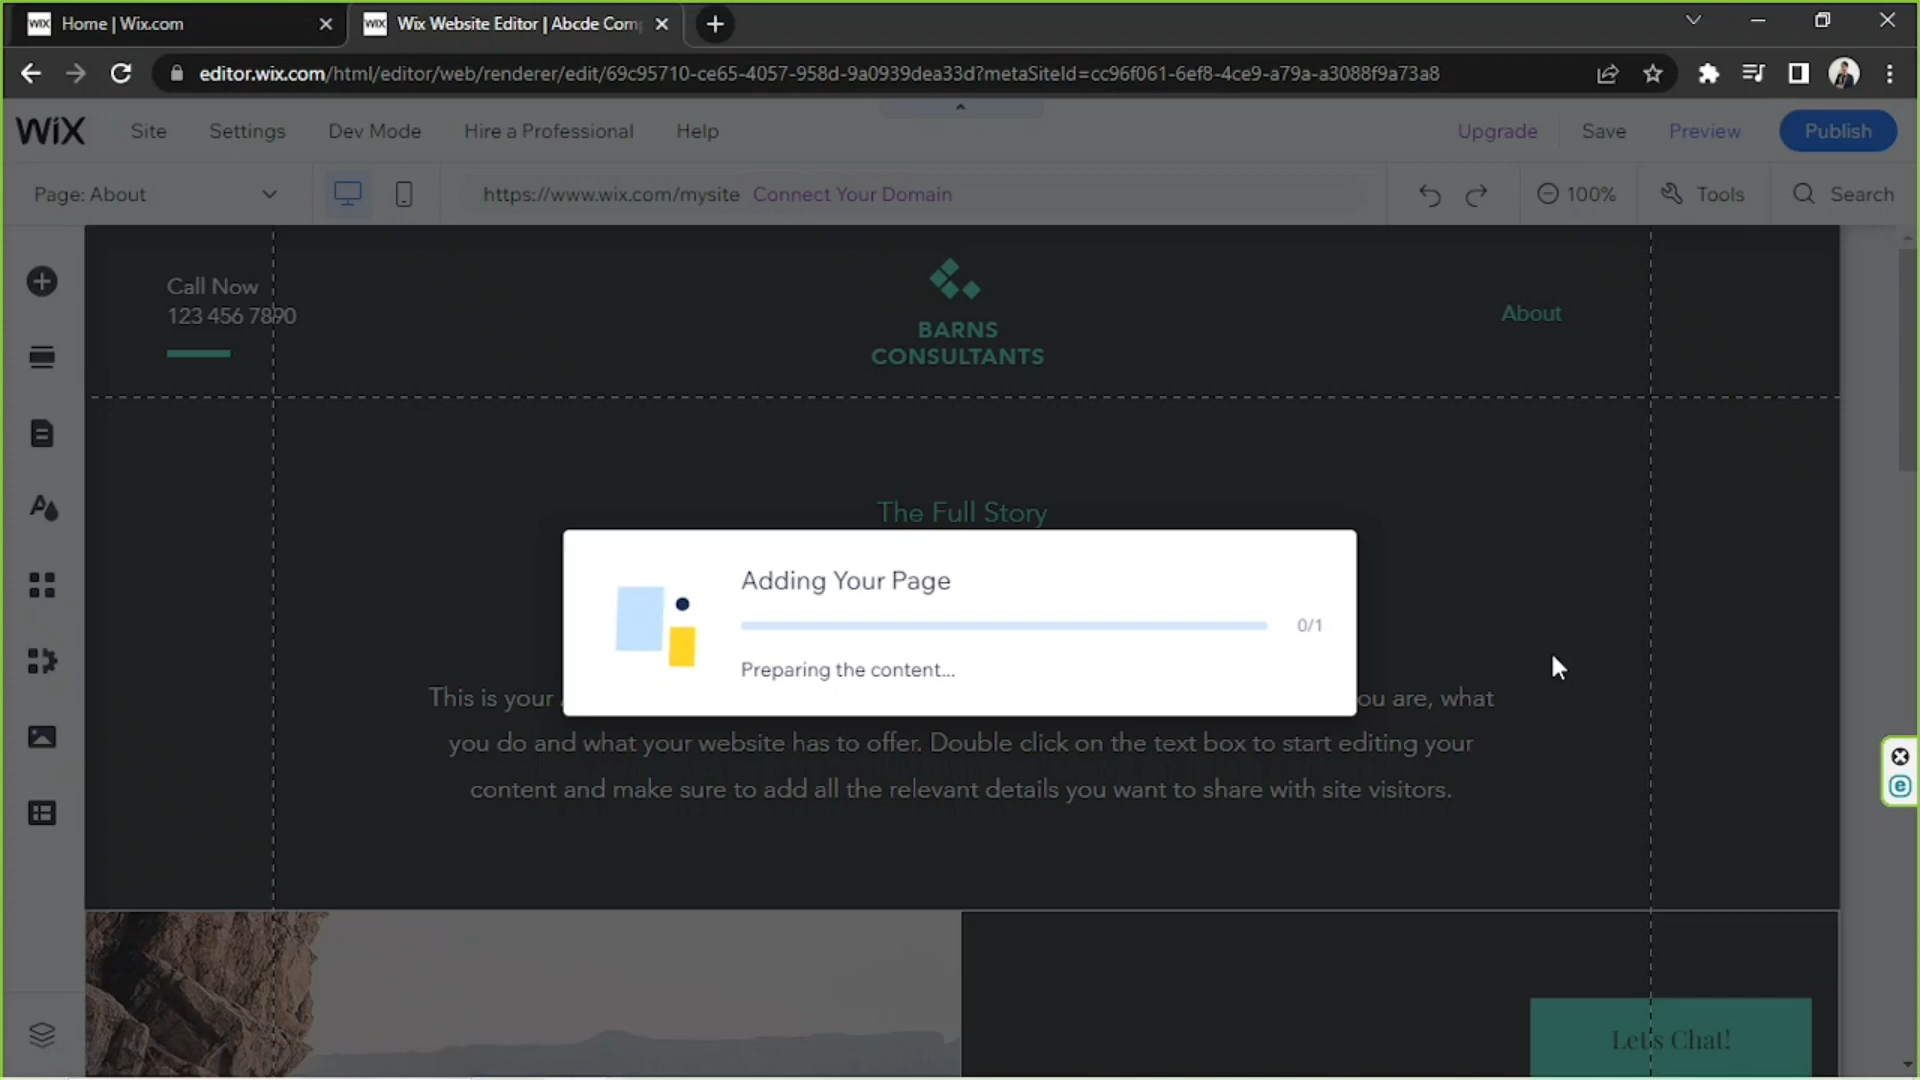 WiX Home | Wix.com
WiX Wix Website Editor | Abcde Com
editor.wix.com/html/editor/web/renderer/edit/69c95710-ce65-4057-958d-9a0939dea33d?metaSiteId=cc96f061-6ef8-4ce9-a79a-a3088f9a73a8
WiX Site Settings Dev Mode Hire a Professional Help Upgrade Save Preview Publish
Page: About https://www.wix.com/mysite Connect Your Domain 100% Tools Search
Call Now
123 456 7890
BARNS
CONSULTANTS
About
The Full Story
Adding Your Page
0/1
Preparing the content...
This is your
ou are, what
you do and what your website has to offer. Double click on the text box to start editing your
content and make sure to add all the relevant details you want to share with site visitors.
Let's Chat!